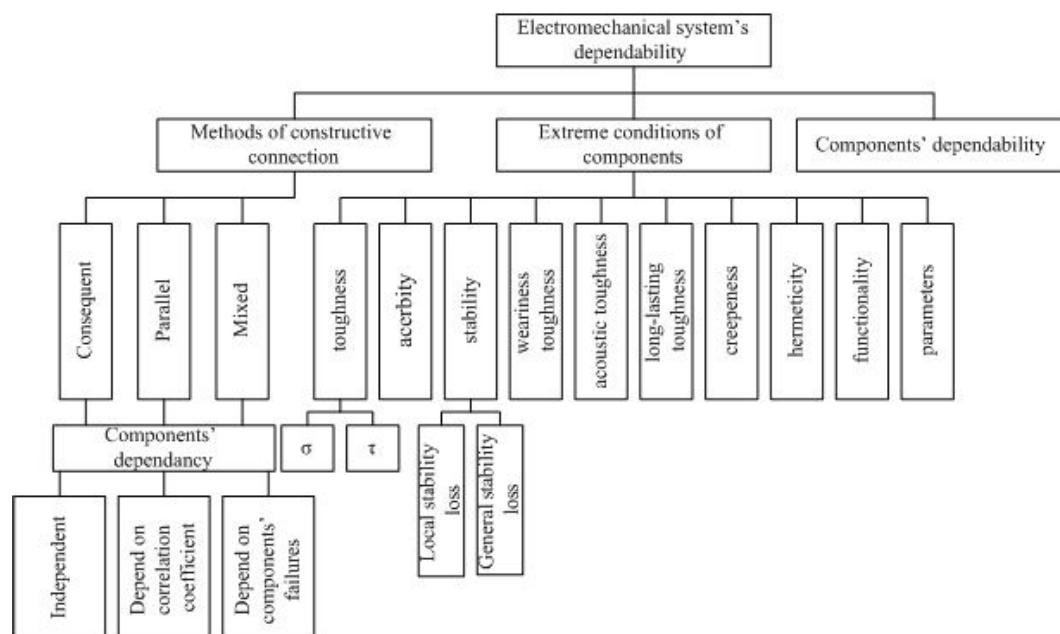 Electromechanical system's
dependability
Methods of constructive
connection
Extreme conditions of
components
Components' dependability
Consequent
Parallel
Mixed
toughness
accrbity
stability
weariness
toughness
acoustic toughness
long-lasting
toughness
creepeness
hermeticity
functionality
parameters
Components'
dependancy
σ
τ
Local stability
loss
General stability
loss
Independent
Depend on
correlation
coefficient
Depend on
components'
failures